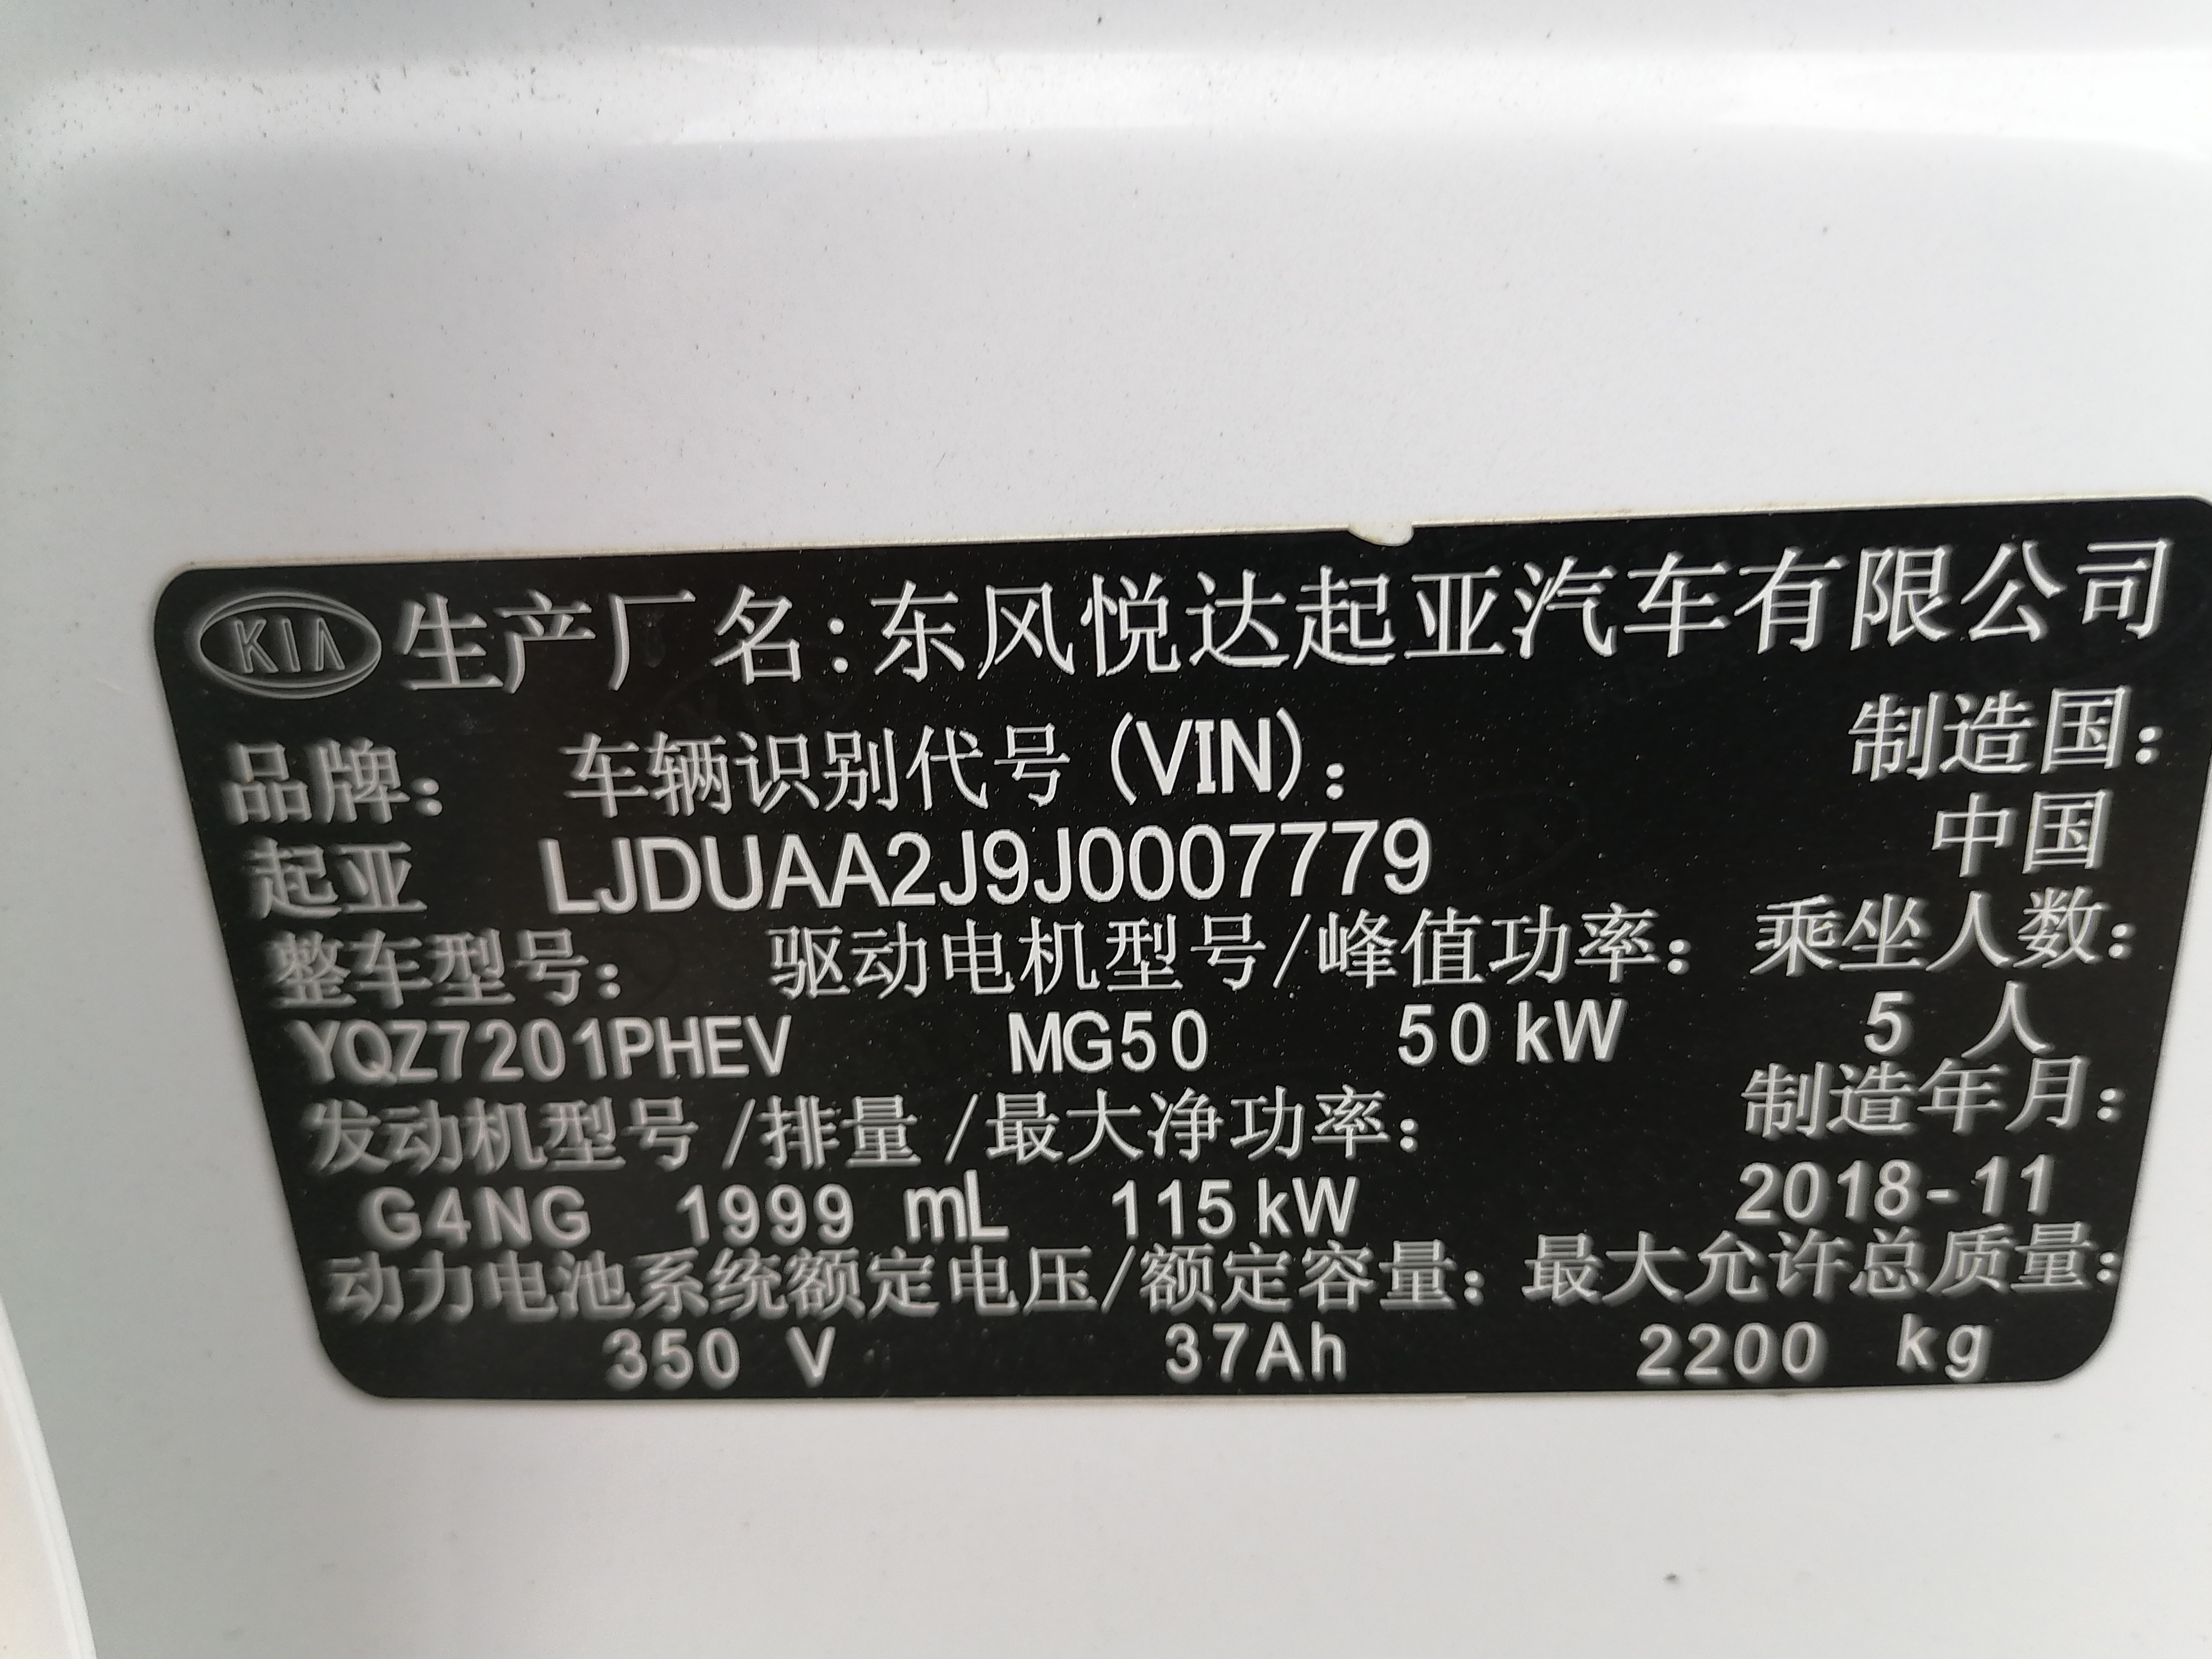 KIA 生产厂名：东风悦达起亚汽车有限公司
品牌： 车辆识别代号（VIN）： 制造国：
起亚 LJDUAA2J9J0007779 中国
整车型号： 驱动电机型号/峰值功率： 乘坐人数：
YQZ7201PHEV MG50 50 kW 5 人
发动机型号/排量/最大净功率： 制造年月：
G4NG 1999 mL 115 kW 2018-11
动力电池系统额定电压/额定容量： 最大允许总质量：
350 V 37Ah 2200 kg